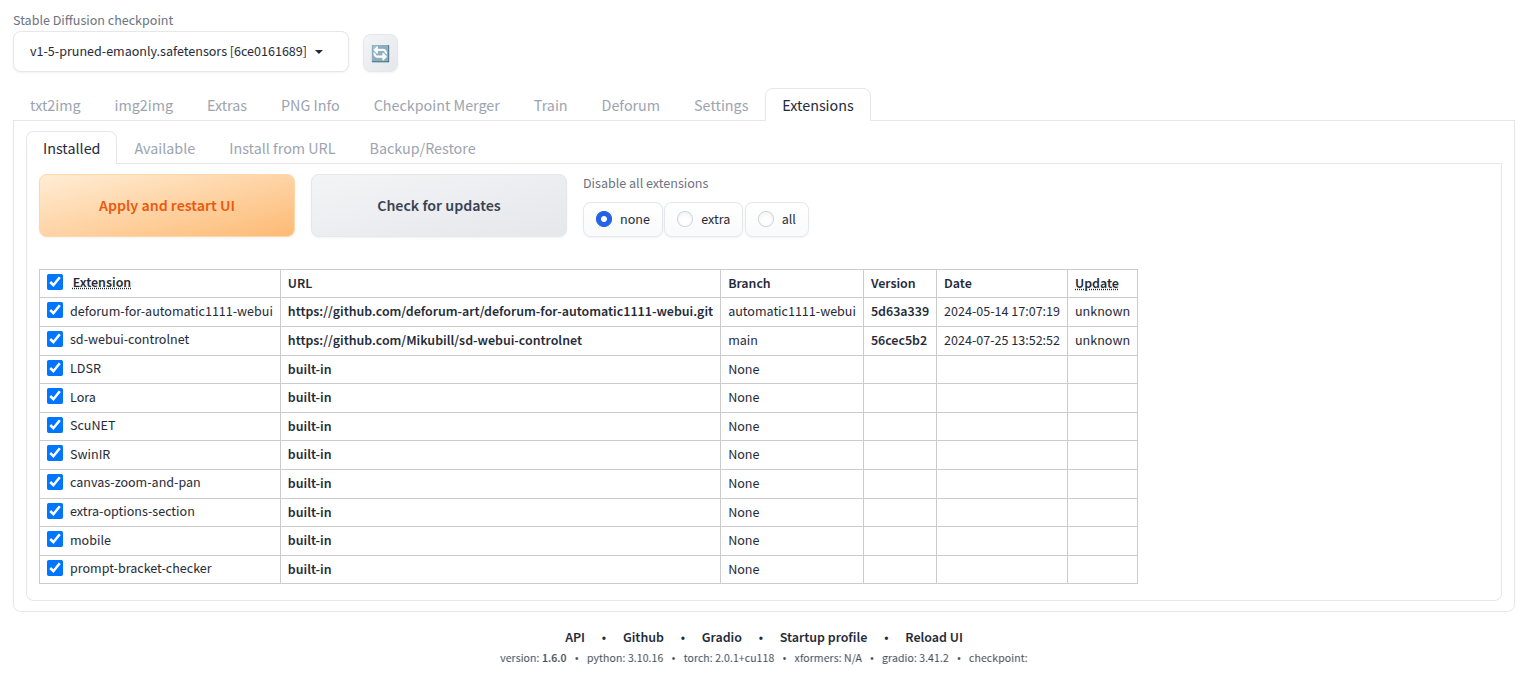 Stable Diffusion checkpoint
v1-5-pruned-emaonly.safetensors [6ce0161689]
txt2img img2img Extras PNG Info Checkpoint Merger Train Deforum Settings Extensions
Installed Available Install from URL Backup/Restore
Disable all extensions
Apply and restart UI Check for updates none extra all
Extension URL Branch Version Date Update
deforum-for-automatic1111-webui https://github.com/deforum-art/deforum-for-automatic1111-webui.git automatic1111-webui 5d63a339 2024-05-14 17:07:19 unknown
sd-webui-controlnet https://github.com/Mikubill/sd-webui-controlnet main 56cec5b2 2024-07-25 13:52:52 unknown
LDSR built-in None
Lora built-in None
ScuNET built-in None
SwinIR built-in None
canvas-zoom-and-pan built-in None
extra-options-section built-in None
mobile built-in None
prompt-bracket-checker built-in None
API • Github • Gradio • Startup profile • Reload UI
version: 1.6.0 • python: 3.10.16 • torch: 2.0.1+cu118 • xformers: N/A • gradio: 3.41.2 • checkpoint: